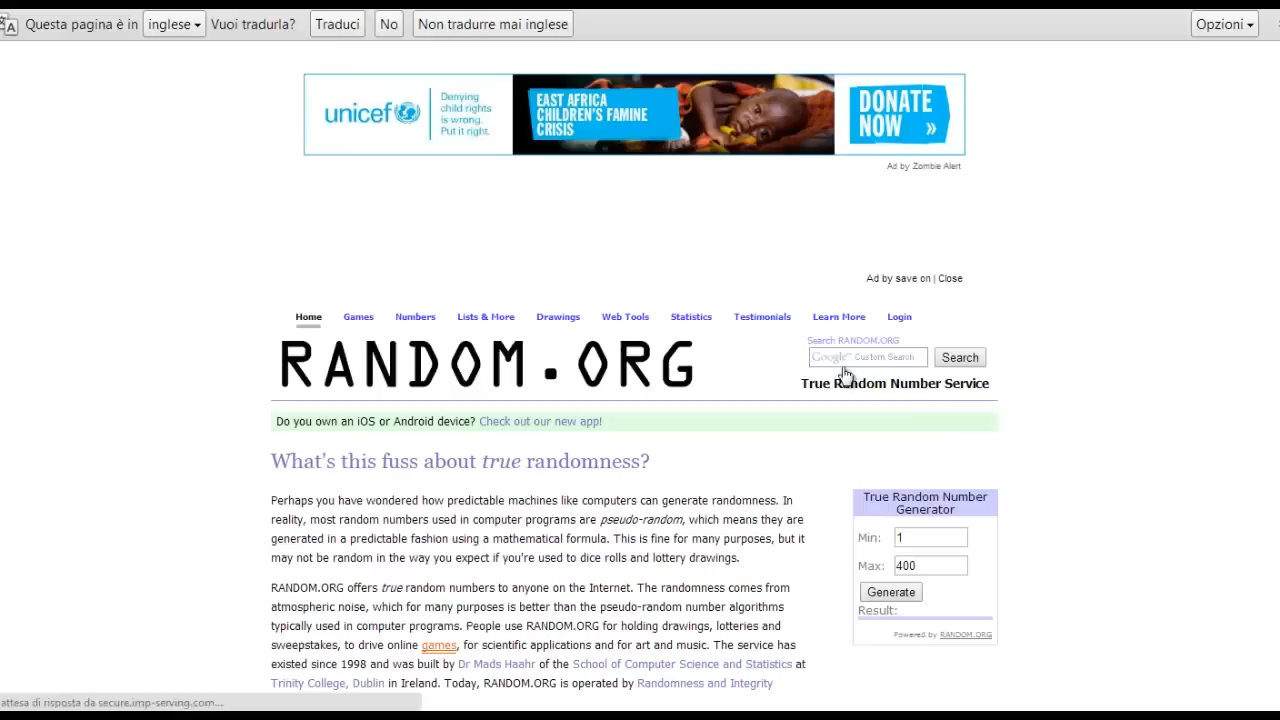 Questa pagina è in inglese Vuoi tradurla? Traduci No Non tradurre mai inglese Opzioni
unicef
Denying
child rights
is wrong.
Put it right.
EAST AFRICA
CHILDREN'S FAMINE
CRISIS
DONATE
NOW »
Ad by Zombie Alert
Ad by save on | Close
Home Games Numbers Lists & More Drawings Web Tools Statistics Testimonials Learn More Login
Search RANDOM.ORG
Google™ Custom Search Search
RANDOM.ORG
True Random Number Service
Do you own an iOS or Android device? Check out our new app!
What's this fuss about true randomness?
Perhaps you have wondered how predictable machines like computers can generate randomness. In
reality, most random numbers used in computer programs are pseudo-random, which means they are
generated in a predictable fashion using a mathematical formula. This is fine for many purposes, but it
may not be random in the way you expect if you're used to dice rolls and lottery drawings.
RANDOM.ORG offers true random numbers to anyone on the Internet. The randomness comes from
atmospheric noise, which for many purposes is better than the pseudo-random number algorithms
typically used in computer programs. People use RANDOM.ORG for holding drawings, lotteries and
sweepstakes, to drive online games, for scientific applications and for art and music. The service has
existed since 1998 and was built by Dr Mads Haahr of the School of Computer Science and Statistics at
Trinity College, Dublin in Ireland. Today, RANDOM.ORG is operated by Randomness and Integrity
True Random Number
Generator
Min: 1
Max: 400
Generate
Result:
Powered by RANDOM.ORG
attesa di risposta da secure.imp-serving.com...